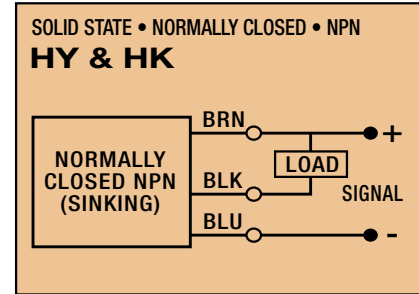 SOLID STATE • NORMALLY CLOSED • NPN
HY & HK
BRN
+
NORMALLY
CLOSED NPN
(SINKING)
LOAD
BLK
SIGNAL
BLU
-